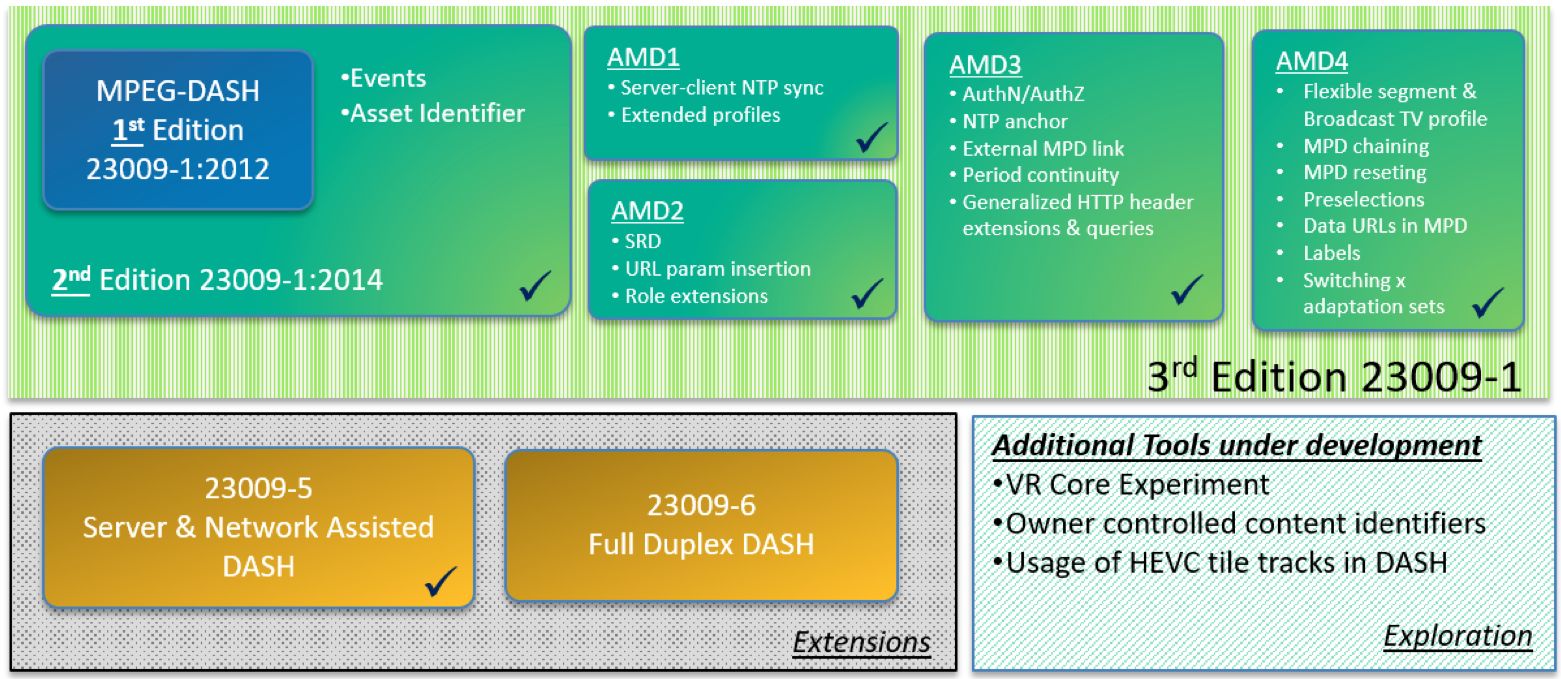 MPEG-DASH
1st Edition
23009-1:2012
•Events
•Asset Identifier
2nd Edition 23009-1:2014
✓
AMD1
• Server-client NTP sync
• Extended profiles
✓
AMD2
• SRD
• URL param insertion
• Role extensions
✓
AMD3
• AuthN/AuthZ
• NTP anchor
• External MPD link
• Period continuity
• Generalized HTTP header
extensions & queries
✓
AMD4
• Flexible segment &
Broadcast TV profile
• MPD chaining
• MPD reseting
• Preselections
• Data URLs in MPD
• Labels
• Switching x
adaptation sets
✓
3rd Edition 23009-1
23009-5
Server & Network Assisted
DASH
✓
23009-6
Full Duplex DASH
Extensions
Additional Tools under development
•VR Core Experiment
•Owner controlled content identifiers
•Usage of HEVC tile tracks in DASH
Exploration